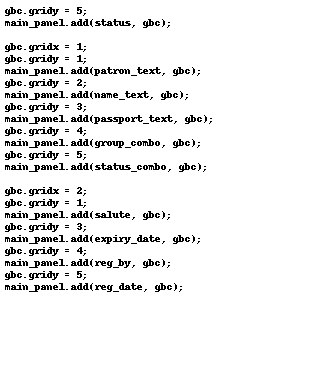 gbc.gridy = 5;
main_panel.add(status, gbc);

gbc.gridx = 1;
gbc.gridy = 1;
main_panel.add(patron_text, gbc);
gbc.gridy = 2;
main_panel.add(name_text, gbc);
gbc.gridy = 3;
main_panel.add(passport_text, gbc);
gbc.gridy = 4;
main_panel.add(group_combo, gbc);
gbc.gridy = 5;
main_panel.add(status_combo, gbc);

gbc.gridx = 2;
gbc.gridy = 1;
main_panel.add(salute, gbc);
gbc.gridy = 3;
main_panel.add(expiry_date, gbc);
gbc.gridy = 4;
main_panel.add(reg_by, gbc);
gbc.gridy = 5;
main_panel.add(reg_date, gbc);